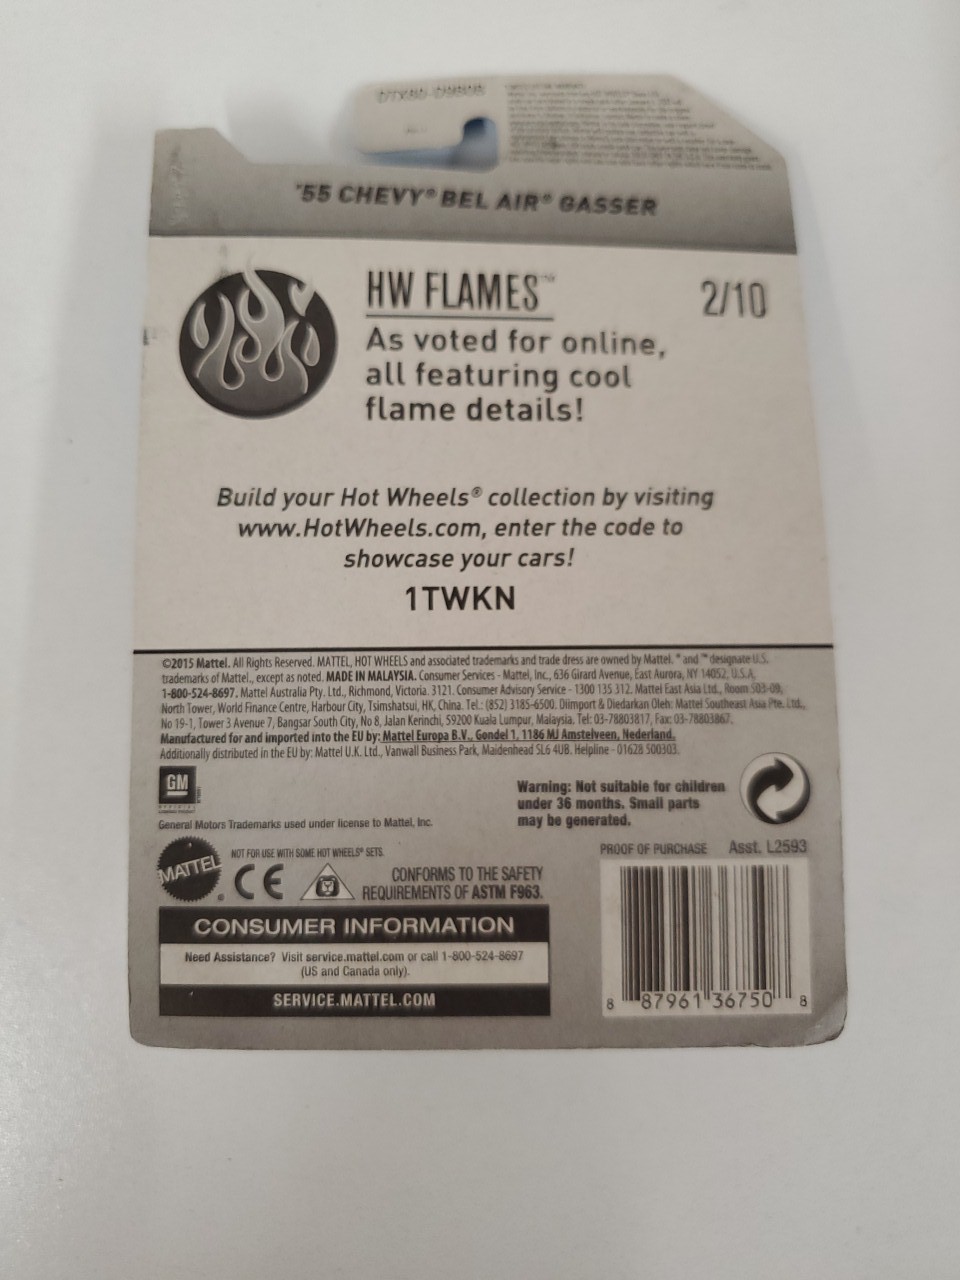 '55 CHEVY® BEL AIR® GASSER
HW FLAMES™
2/10
As voted for online,
all featuring cool
flame details!
Build your Hot Wheels® collection by visiting
www.HotWheels.com, enter the code to
showcase your cars!
1TWKN
©2015 Mattel. All Rights Reserved. MATTEL, HOT WHEELS and associated trademarks and trade dress are owned by Mattel. ® and ™ designate U.S.
trademarks of Mattel., except as noted. MADE IN MALAYSIA. Consumer Services - Mattel, Inc., 636 Girard Avenue, East Aurora, NY 14052, U.S.A.
1-800-524-8697. Mattel Australia Pty. Ltd., Richmond, Victoria. 3121. Consumer Advisory Service - 1300 135 312. Mattel East Asia Ltd., Room 503-09,
North Tower, World Finance Centre, Harbour City, Tsimshatsui, HK, China. Tel.: (852) 3185-6500. Diimport & Diedarkan Oleh: Mattel Southeast Asia Pte. Ltd.,
No 19-1, Tower 3 Avenue 7, Bangsar South City, No 8, Jalan Kerinchi, 59200 Kuala Lumpur, Malaysia. Tel: 03-78803817, Fax: 03-78803867.
Manufactured for and imported into the EU by: Mattel Europa B.V., Gondel 1, 1186 MJ Amstelveen, Nederland.
Additionally distributed in the EU by: Mattel U.K. Ltd., Vanwall Business Park, Maidenhead SL6 4UB. Helpline - 01628 500303.
GM
General Motors Trademarks used under license to Mattel, Inc.
Warning: Not suitable for children
under 36 months. Small parts
may be generated.
MATTEL
NOT FOR USE WITH SOME HOT WHEELS® SETS.
CE
CONFORMS TO THE SAFETY
REQUIREMENTS OF ASTM F963.
PROOF OF PURCHASE Asst. L2593
CONSUMER INFORMATION
Need Assistance? Visit service.mattel.com or call 1-800-524-8697
(US and Canada only).
SERVICE.MATTEL.COM
8 87961 36750 8